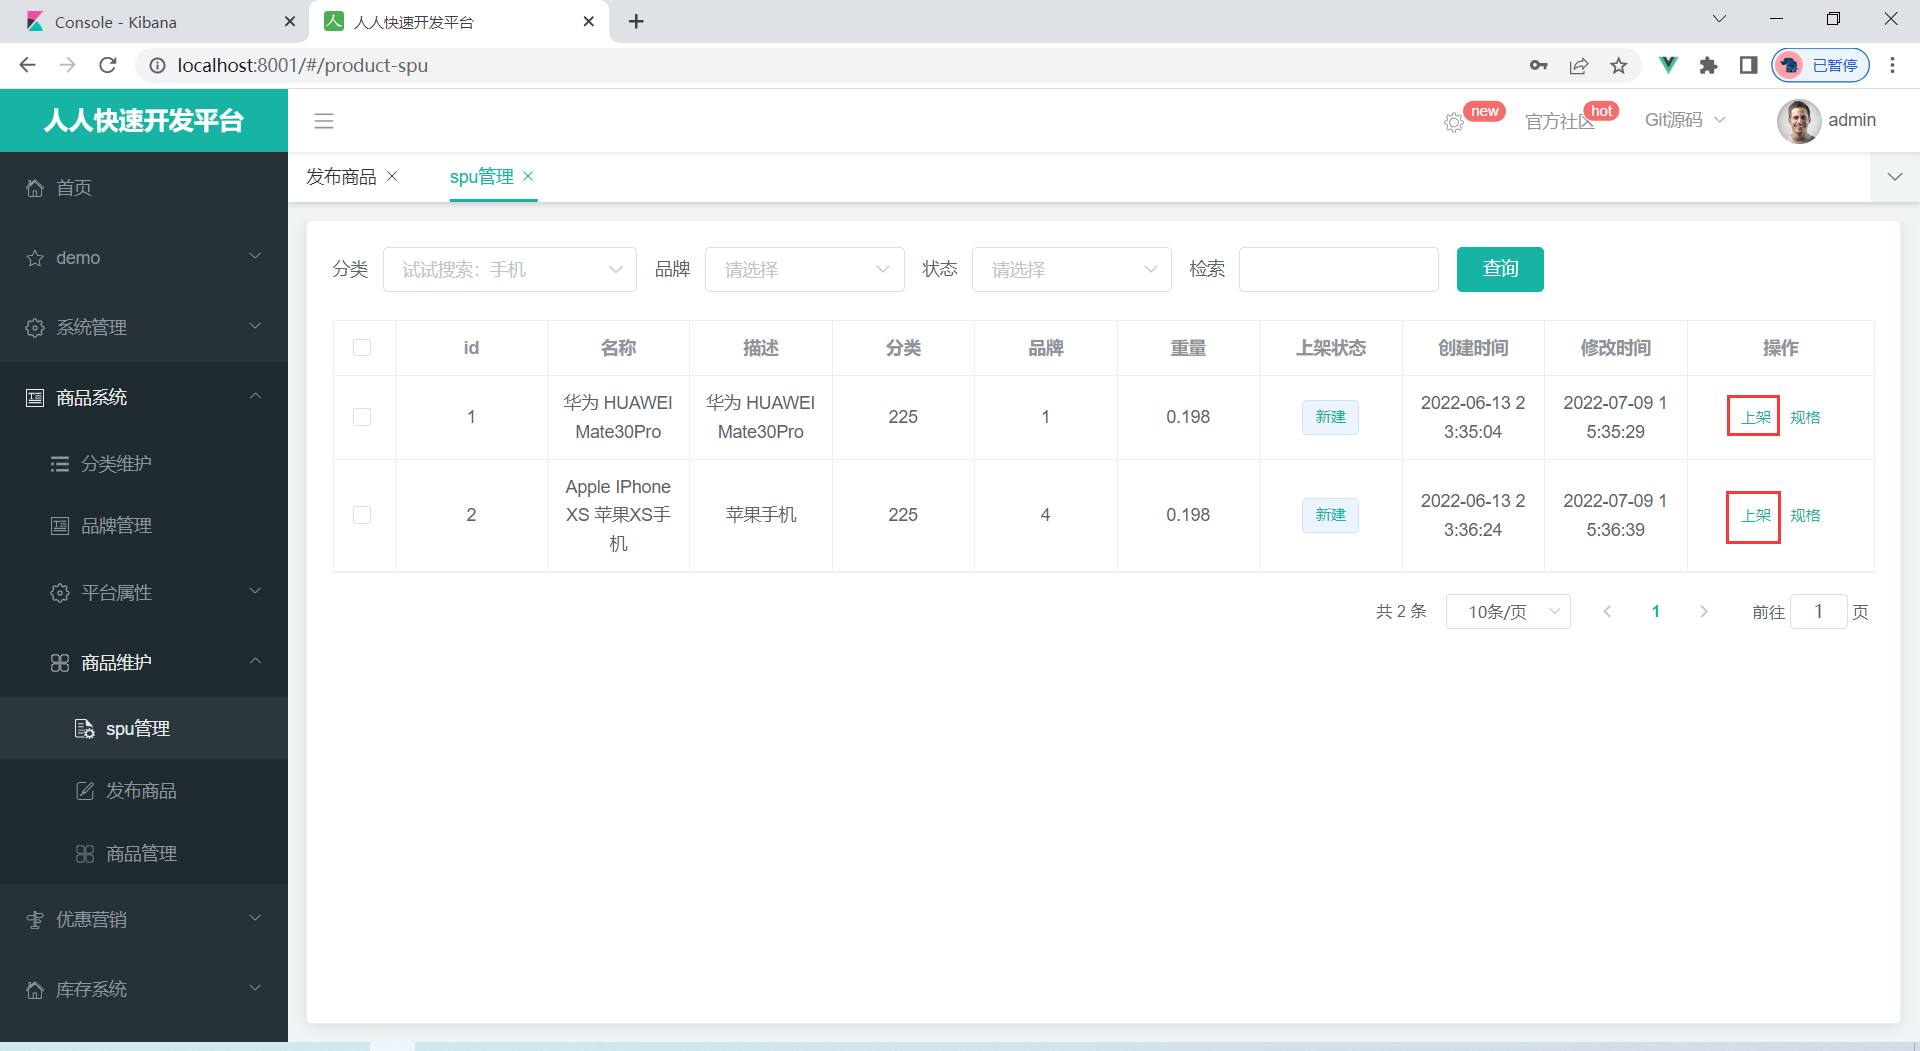 Console - Kibana
人人快速开发平台
localhost:8001/#/product-spu
已暂停
人人快速开发平台
new
官方社区
hot
Git源码
admin
发布商品
spu管理
首页
demo
系统管理
商品系统
分类维护
品牌管理
平台属性
商品维护
spu管理
发布商品
商品管理
优惠营销
库存系统
分类 试试搜索：手机 品牌 请选择 状态 请选择 检索 查询
id 名称 描述 分类 品牌 重量 上架状态 创建时间 修改时间 操作
1 华为 HUAWEI Mate30Pro 华为 HUAWEI Mate30Pro 225 1 0.198 新建 2022-06-13 23:35:04 2022-07-09 15:35:29 上架 规格
2 Apple IPhone XS 苹果XS手机 苹果手机 225 4 0.198 新建 2022-06-13 23:36:24 2022-07-09 15:36:39 上架 规格
共 2 条 10条/页 1 前往 1 页